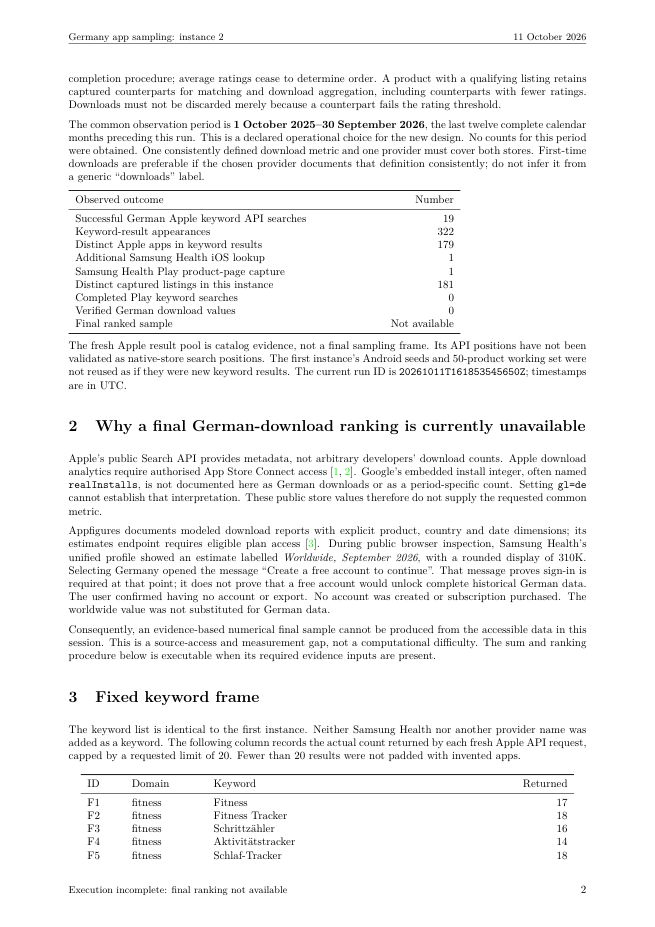 Germany app sampling: instance 2 11 October 2026
completion procedure; average ratings cease to determine order. A product with a qualifying listing retains
captured counterparts for matching and download aggregation, including counterparts with fewer ratings.
Downloads must not be discarded merely because a counterpart fails the rating threshold.
The common observation period is 1 October 2025–30 September 2026, the last twelve complete calendar
months preceding this run. This is a declared operational choice for the new design. No counts for this period
were obtained. One consistently defined download metric and one provider must cover both stores. First-time
downloads are preferable if the chosen provider documents that definition consistently; do not infer it from
a generic “downloads” label.
Observed outcome Number
Successful German Apple keyword API searches 19
Keyword-result appearances 322
Distinct Apple apps in keyword results 179
Additional Samsung Health iOS lookup 1
Samsung Health Play product-page capture 1
Distinct captured listings in this instance 181
Completed Play keyword searches 0
Verified German download values 0
Final ranked sample Not available
The fresh Apple result pool is catalog evidence, not a final sampling frame. Its API positions have not been
validated as native-store search positions. The first instance’s Android seeds and 50-product working set were
not reused as if they were new keyword results. The current run ID is 20261011T161853545650Z; timestamps
are in UTC.
2 Why a final German-download ranking is currently unavailable
Apple’s public Search API provides metadata, not arbitrary developers’ download counts. Apple download
analytics require authorised App Store Connect access [1, 2]. Google’s embedded install integer, often named
realInstalls, is not documented here as German downloads or as a period-specific count. Setting gl=de
cannot establish that interpretation. These public store values therefore do not supply the requested common
metric.
Appfigures documents modeled download reports with explicit product, country and date dimensions; its
estimates endpoint requires eligible plan access [3]. During public browser inspection, Samsung Health’s
unified profile showed an estimate labelled Worldwide, September 2026, with a rounded display of 310K.
Selecting Germany opened the message “Create a free account to continue”. That message proves sign-in is
required at that point; it does not prove that a free account would unlock complete historical German data.
The user confirmed having no account or export. No account was created or subscription purchased. The
worldwide value was not substituted for German data.
Consequently, an evidence-based numerical final sample cannot be produced from the accessible data in this
session. This is a source-access and measurement gap, not a computational difficulty. The sum and ranking
procedure below is executable when its required evidence inputs are present.
3 Fixed keyword frame
The keyword list is identical to the first instance. Neither Samsung Health nor another provider name was
added as a keyword. The following column records the actual count returned by each fresh Apple API request,
capped by a requested limit of 20. Fewer than 20 results were not padded with invented apps.
ID Domain Keyword Returned
F1 fitness Fitness 17
F2 fitness Fitness Tracker 18
F3 fitness Schrittzähler 16
F4 fitness Aktivitätstracker 14
F5 fitness Schlaf-Tracker 18
Execution incomplete: final ranking not available 2